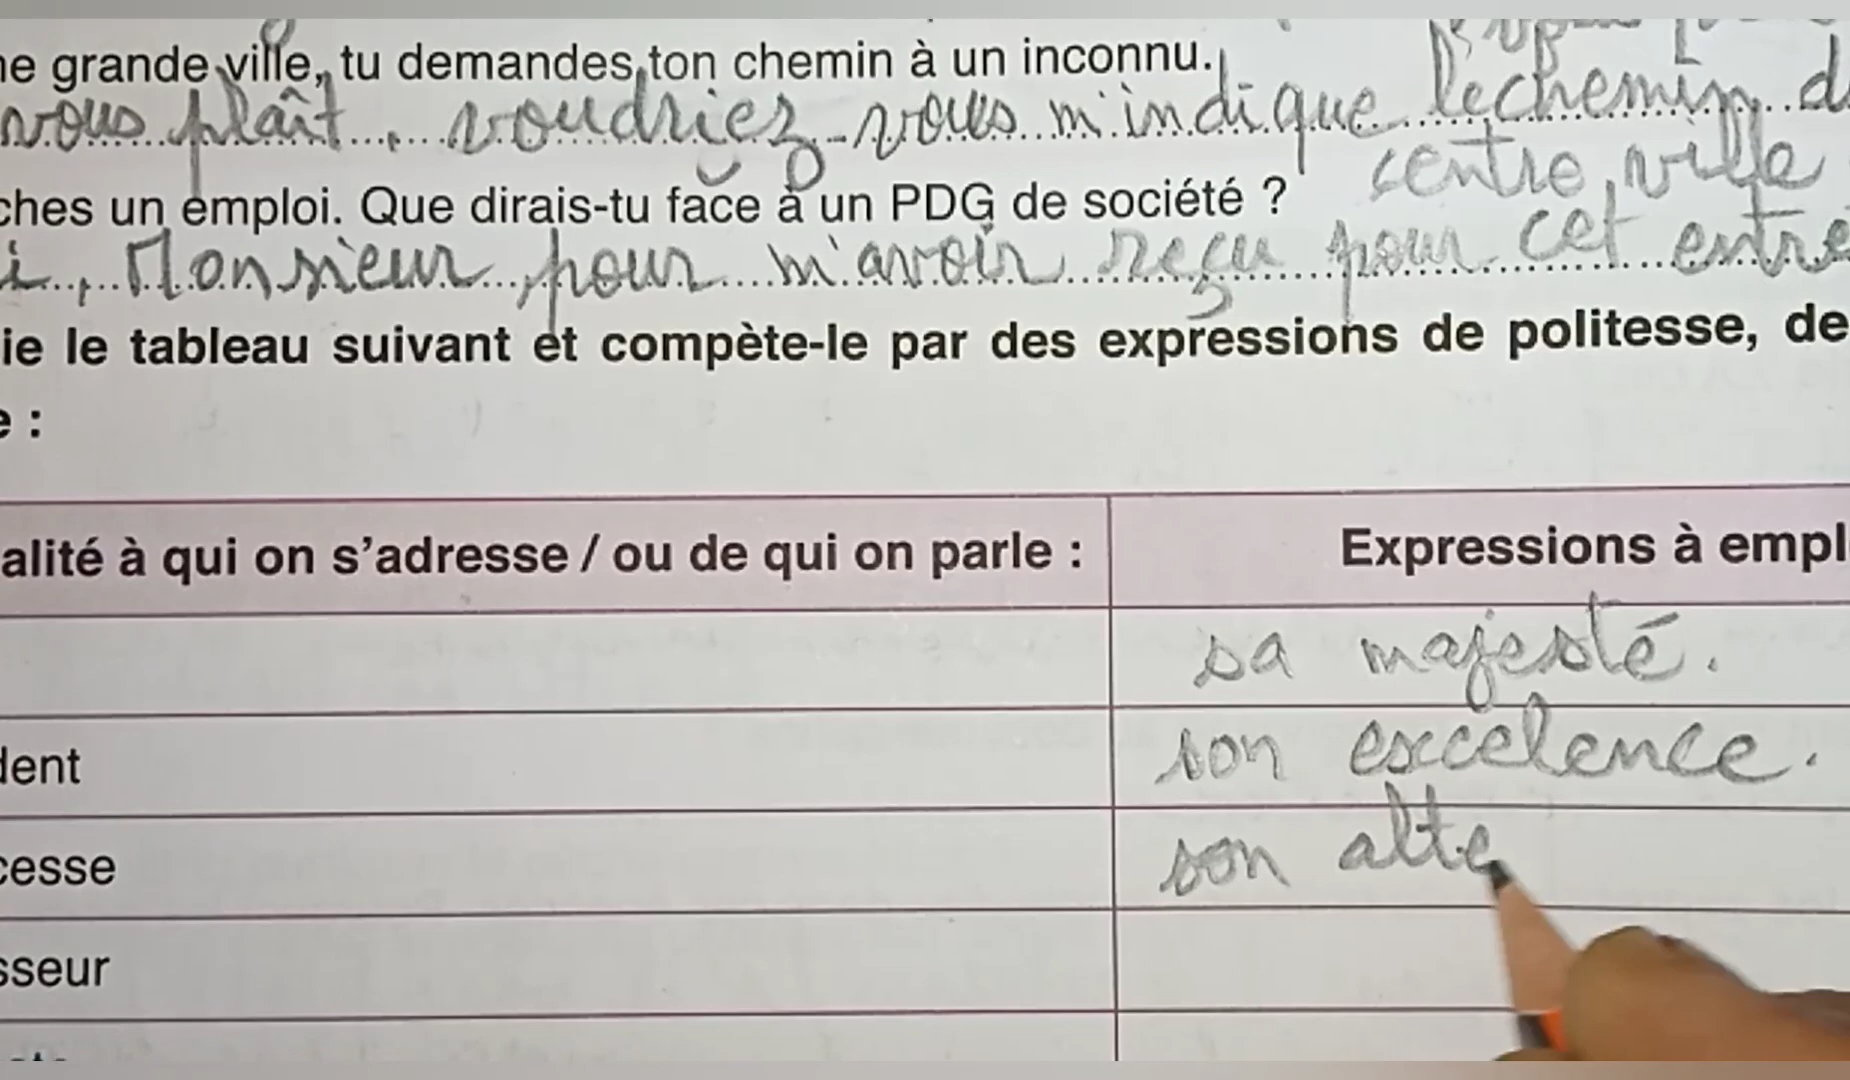 ne grande ville, tu demandes ton chemin à un inconnu.
vous plaît, voudriez-vous m'indique le chemin d
centre ville
ches un emploi. Que dirais-tu face à un PDG de société ?
i, Monsieur, pour m'avoir reçu pour cet entre
ie le tableau suivant et compète-le par des expressions de politesse, de
e :
alité à qui on s'adresse / ou de qui on parle : Expressions à empl
sa majesté.
dent son excelence.
cesse son alte
sseur